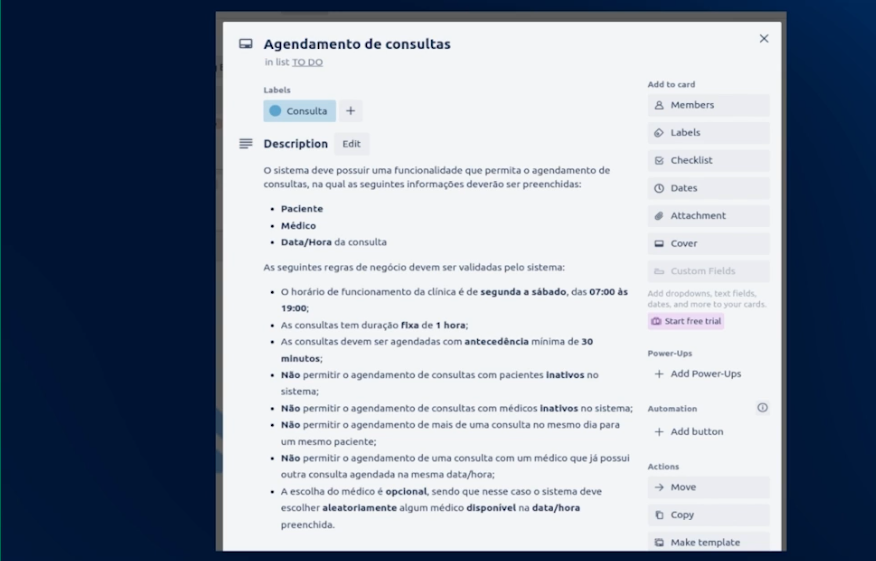 Agendamento de consultas
in list TO DO
Labels
Consulta
+
Description
Edit
O sistema deve possuir uma funcionalidade que permita o agendamento de
consultas, na qual as seguintes informações deverão ser preenchidas:
• Paciente
• Médico
• Data/Hora da consulta
As seguintes regras de negócio devem ser validadas pelo sistema:
• O horário de funcionamento da clínica é de segunda a sábado, das 07:00 às
19:00;
• As consultas tem duração fixa de 1 hora;
• As consultas devem ser agendadas com antecedência mínima de 30
minutos;
• Não permitir o agendamento de consultas com pacientes inativos no
sistema;
• Não permitir o agendamento de consultas com médicos inativos no sistema;
• Não permitir o agendamento de mais de uma consulta no mesmo dia para
um mesmo paciente;
• Não permitir o agendamento de uma consulta com um médico que já possui
outra consulta agendada na mesma data/hora;
• A escolha do médico é opcional, sendo que nesse caso o sistema deve
escolher aleatoriamente algum médico disponível na data/hora
preenchida.
Add to card
Members
Labels
Checklist
Dates
Attachment
Cover
Custom Fields
Add dropdowns, text fields,
dates, and more to your cards.
Start free trial
Power-Ups
+ Add Power-Ups
Automation
+ Add button
Actions
→ Move
Copy
Make template